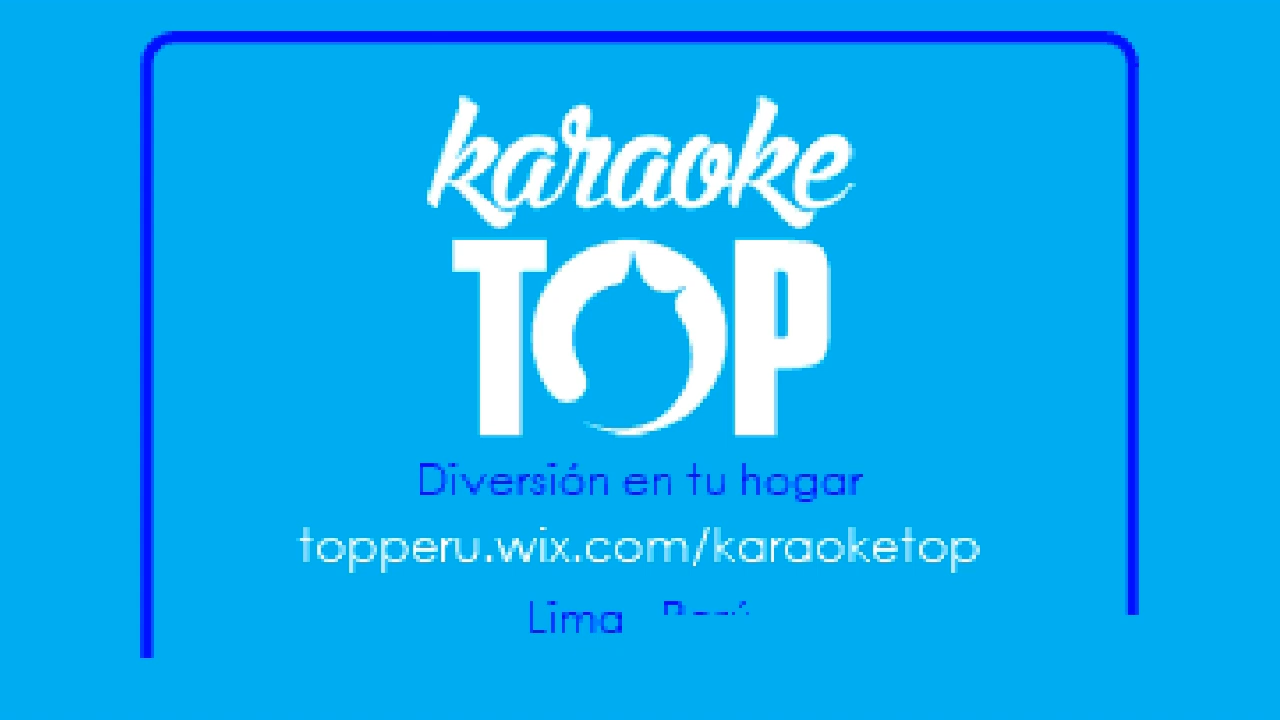 karaoke
TOP
Diversión en tu hogar
topperu.wix.com/karaoketop
Lima